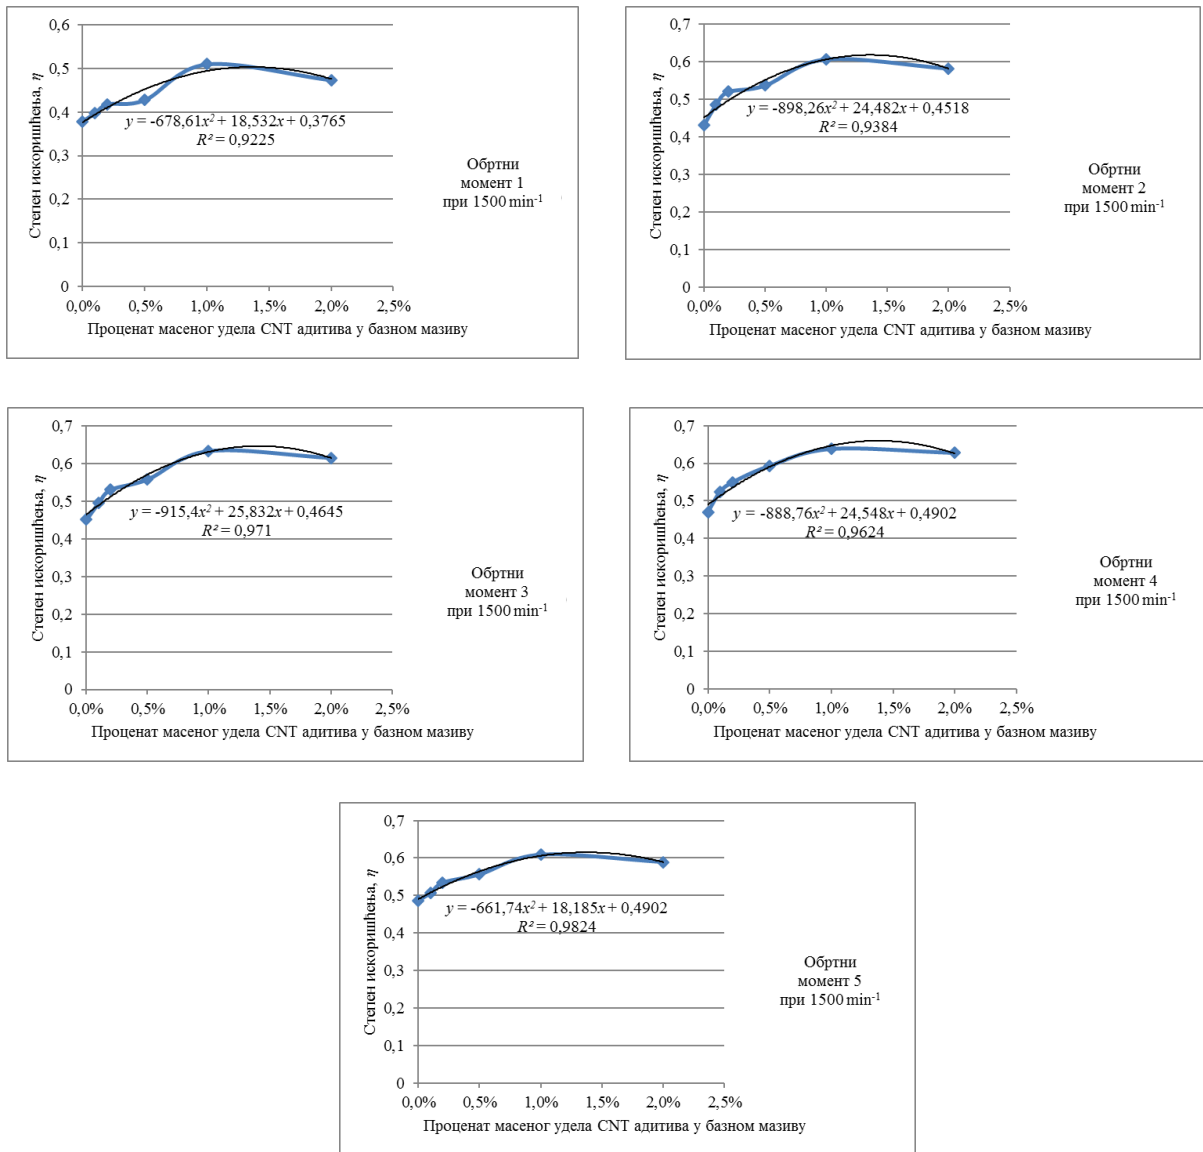 0,6
0,5
0,4
0,3
0,2
0,1
0
Степен искоришћења, η
y = -678,61x² + 18,532x + 0,3765
R² = 0,9225
Обртни
момент 1
при 1500 min⁻¹
0,0% 0,5% 1,0% 1,5% 2,0% 2,5%
Проценат масеног удела CNT адитива у базном мазиву
0,7
0,6
0,5
0,4
0,3
0,2
0,1
0
Степен искоришћења, η
y = -898,26x² + 24,482x + 0,4518
R² = 0,9384
Обртни
момент 2
при 1500 min⁻¹
0,0% 0,5% 1,0% 1,5% 2,0% 2,5%
Проценат масеног удела CNT адитива у базном мазиву
0,7
0,6
0,5
0,4
0,3
0,2
0,1
0
Степен искоришћења, η
y = -915,4x² + 25,832x + 0,4645
R² = 0,971
Обртни
момент 3
при 1500 min⁻¹
0,0% 0,5% 1,0% 1,5% 2,0% 2,5%
Проценат масеног удела CNT адитива у базном мазиву
0,7
0,6
0,5
0,4
0,3
0,2
0,1
0
Степен искоришћења, η
y = -888,76x² + 24,548x + 0,4902
R² = 0,9624
Обртни
момент 4
при 1500 min⁻¹
0,0% 0,5% 1,0% 1,5% 2,0% 2,5%
Проценат масеног удела CNT адитива у базном мазиву
0,7
0,6
0,5
0,4
0,3
0,2
0,1
0
Степен искоришћења, η
y = -661,74x² + 18,185x + 0,4902
R² = 0,9824
Обртни
момент 5
при 1500 min⁻¹
0,0% 0,5% 1,0% 1,5% 2,0% 2,5%
Проценат масеног удела CNT адитива у базном мазиву